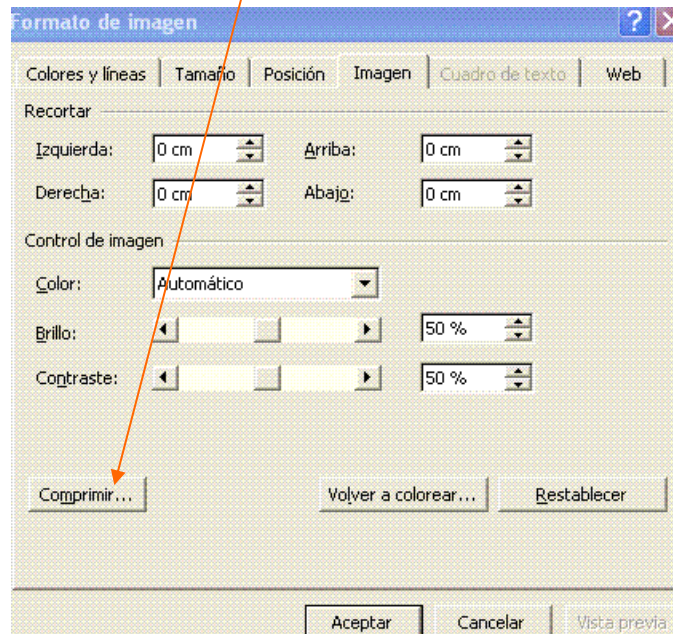 Formato de imagen
Colores y líneas Tamaño Posición Imagen Cuadro de texto Web
Recortar
Izquierda: 0 cm Arriba: 0 cm
Derecha: 0 cm Abajo: 0 cm
Control de imagen
Color: Automático
Brillo: 50 %
Contraste: 50 %
Comprimir... Volver a colorear... Restablecer
Aceptar Cancelar Vista previa